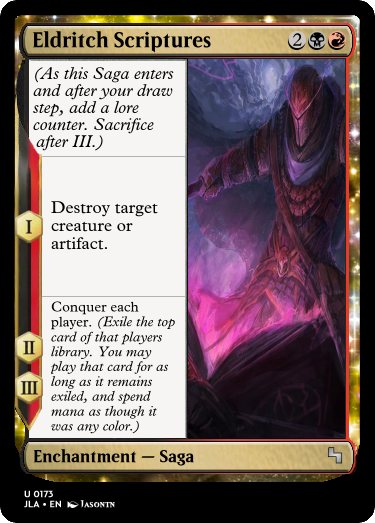 Eldritch Scriptures 2
(As this Saga enters
and after your draw
step, add a lore
counter. Sacrifice
after III.)
I
Destroy target
creature or
artifact.
II
III
Conquer each
player. (Exile the top
card of that players
library. You may
play that card for as
long as it remains
exiled, and spend
mana as though it
was any color.)
Enchantment — Saga
U 0173
JLA • EN Iasontn